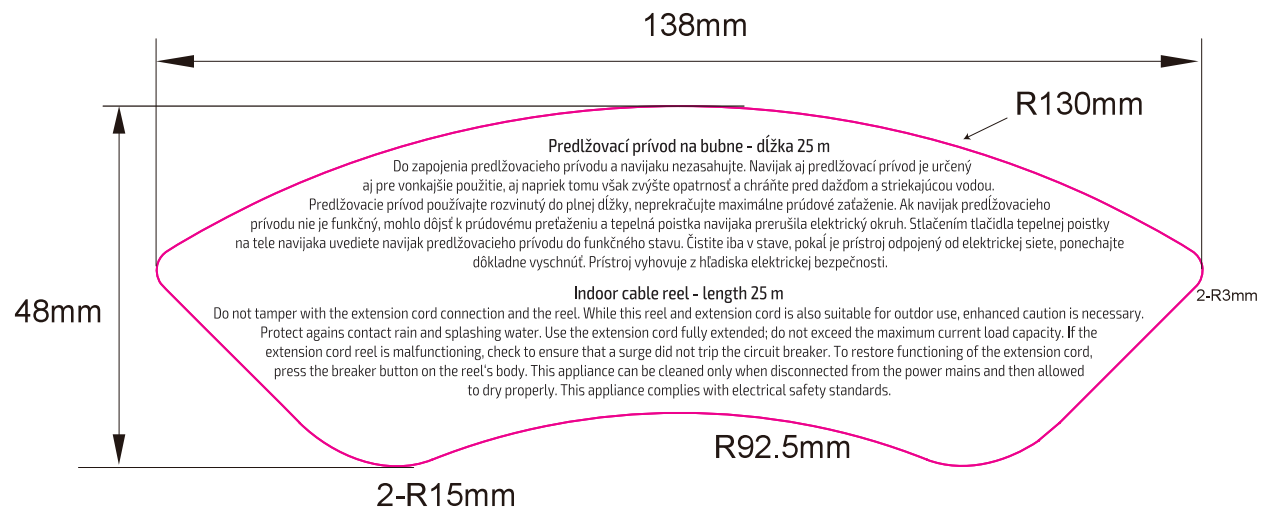 138mm
R130mm
48mm
Predlžovací prívod na bubne - dĺžka 25 m
Do zapojenia predlžovacieho prívodu a navijaku nezasahujte. Navijak aj predlžovací prívod je určený
aj pre vonkajšie použitie, aj napriek tomu však zvýšte opatrnosť a chráňte pred dažďom a striekajúcou vodou.
Predlžovacie prívod používajte rozvinutý do plnej dĺžky, neprekračujte maximálne prúdové zaťaženie. Ak navijak predlžovacieho
prívodu nie je funkčný, mohlo dôjsť k prúdovému preťaženiu a tepelná poistka navijaka prerušila elektrický okruh. Stlačením tlačidla tepelnej poistky
na tele navijaka uvediete navijak predlžovacieho prívodu do funkčného stavu. Čistite iba v stave, pokaĺ je prístroj odpojený od elektrickej siete, ponechajte
dôkladne vyschnúť. Prístroj vyhovuje z hľadiska elektrickej bezpečnosti.
Indoor cable reel - length 25 m
Do not tamper with the extension cord connection and the reel. While this reel and extension cord is also suitable for outdor use, enhanced caution is necessary.
Protect agains contact rain and splashing water. Use the extension cord fully extended; do not exceed the maximum current load capacity. If the
extension cord reel is malfunctioning, check to ensure that a surge did not trip the circuit breaker. To restore functioning of the extension cord,
press the breaker button on the reel's body. This appliance can be cleaned only when disconnected from the power mains and then allowed
to dry properly. This appliance complies with electrical safety standards.
2-R3mm
R92.5mm
2-R15mm